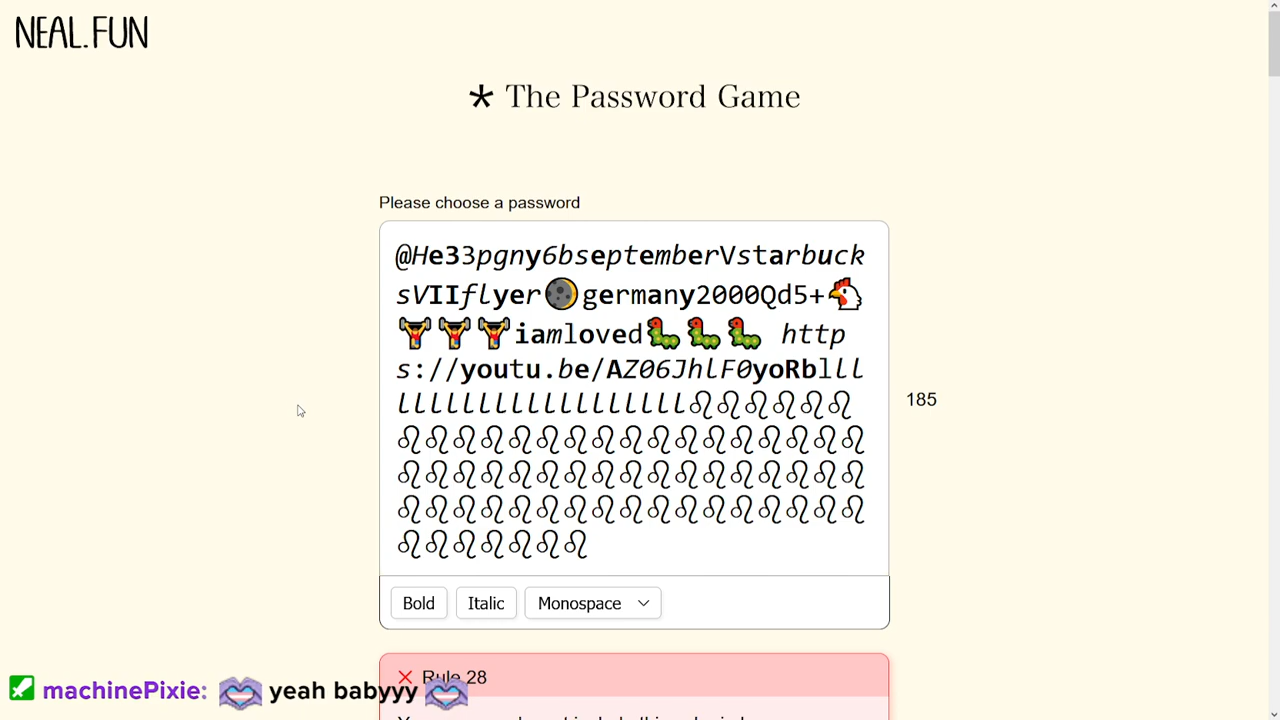 NEAL.FUN
* The Password Game
Please choose a password
@He33pgny6bseptemberVstarbuck
sVIIflyer🌒germany2000Qd5+🐔
🏋️🏋️🏋️iamloved🐛🐛🐛 http
s://youtu.be/AZ06JhlF0yoRblll
llllllllllllllllll♌♌♌♌♌♌
♌♌♌♌♌♌♌♌♌♌♌♌♌♌♌♌♌
♌♌♌♌♌♌♌♌♌♌♌♌♌♌♌♌♌
♌♌♌♌♌♌♌♌♌♌♌♌♌♌♌♌♌
♌♌♌♌♌♌♌
185
Bold Italic Monospace
Rule 28
machinePixie: yeah babyyy